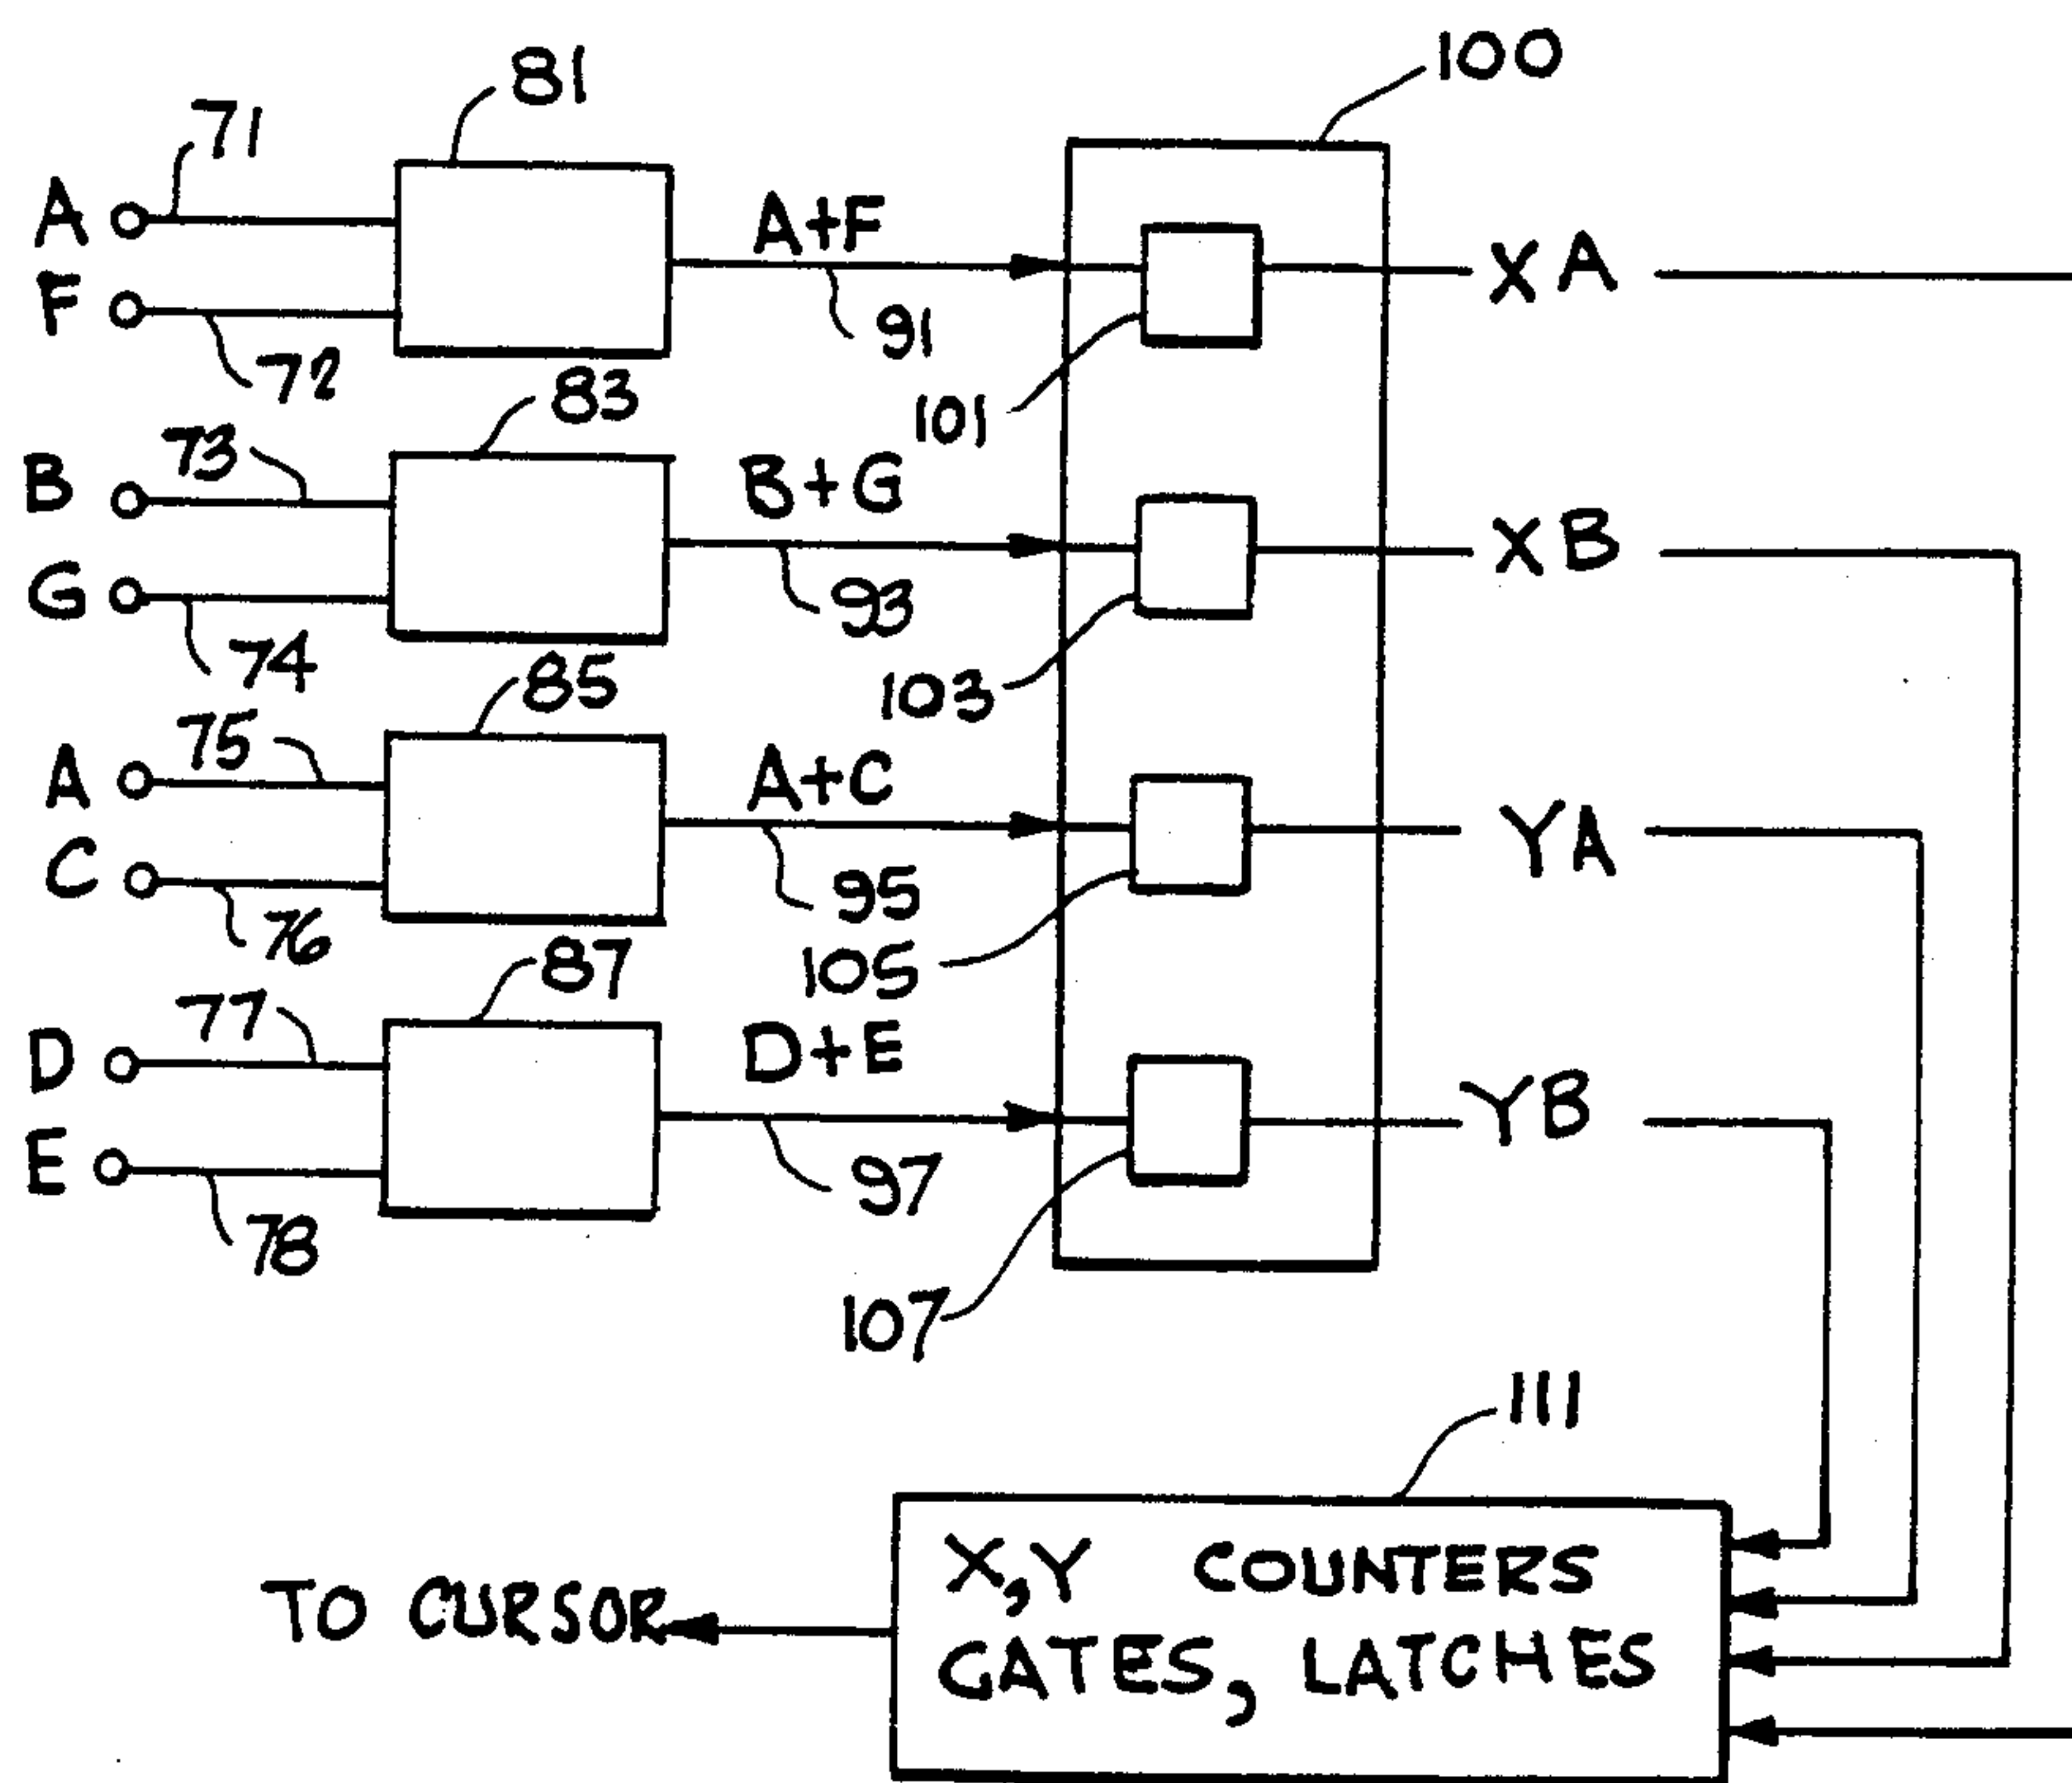 100
81
71
A
A+F
XA
F
91
72
101
83
73
B
B+G
XB
G
93
74
103
85
75
A
A+C
YA
C
95
76
105
87
77
D
D+E
YB
E
97
78
107
111
X,Y COUNTERS
GATES, LATCHES
TO CURSOR